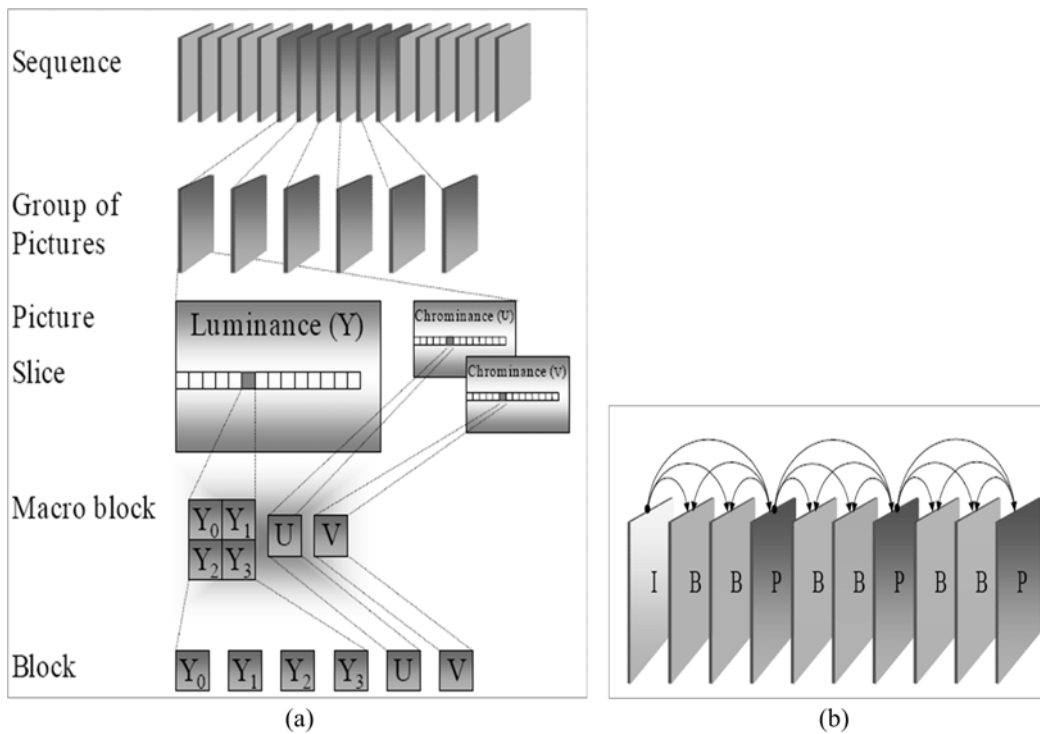 Sequence
Group of
Pictures
Picture
Luminance (Y)
Chrominance (U)
Slice
Chrominance (V)
Macro block
Y0 Y1
Y2 Y3
U V
Block
Y0 Y1 Y2 Y3 U V
(a)
I B B P B B P B B P
(b)